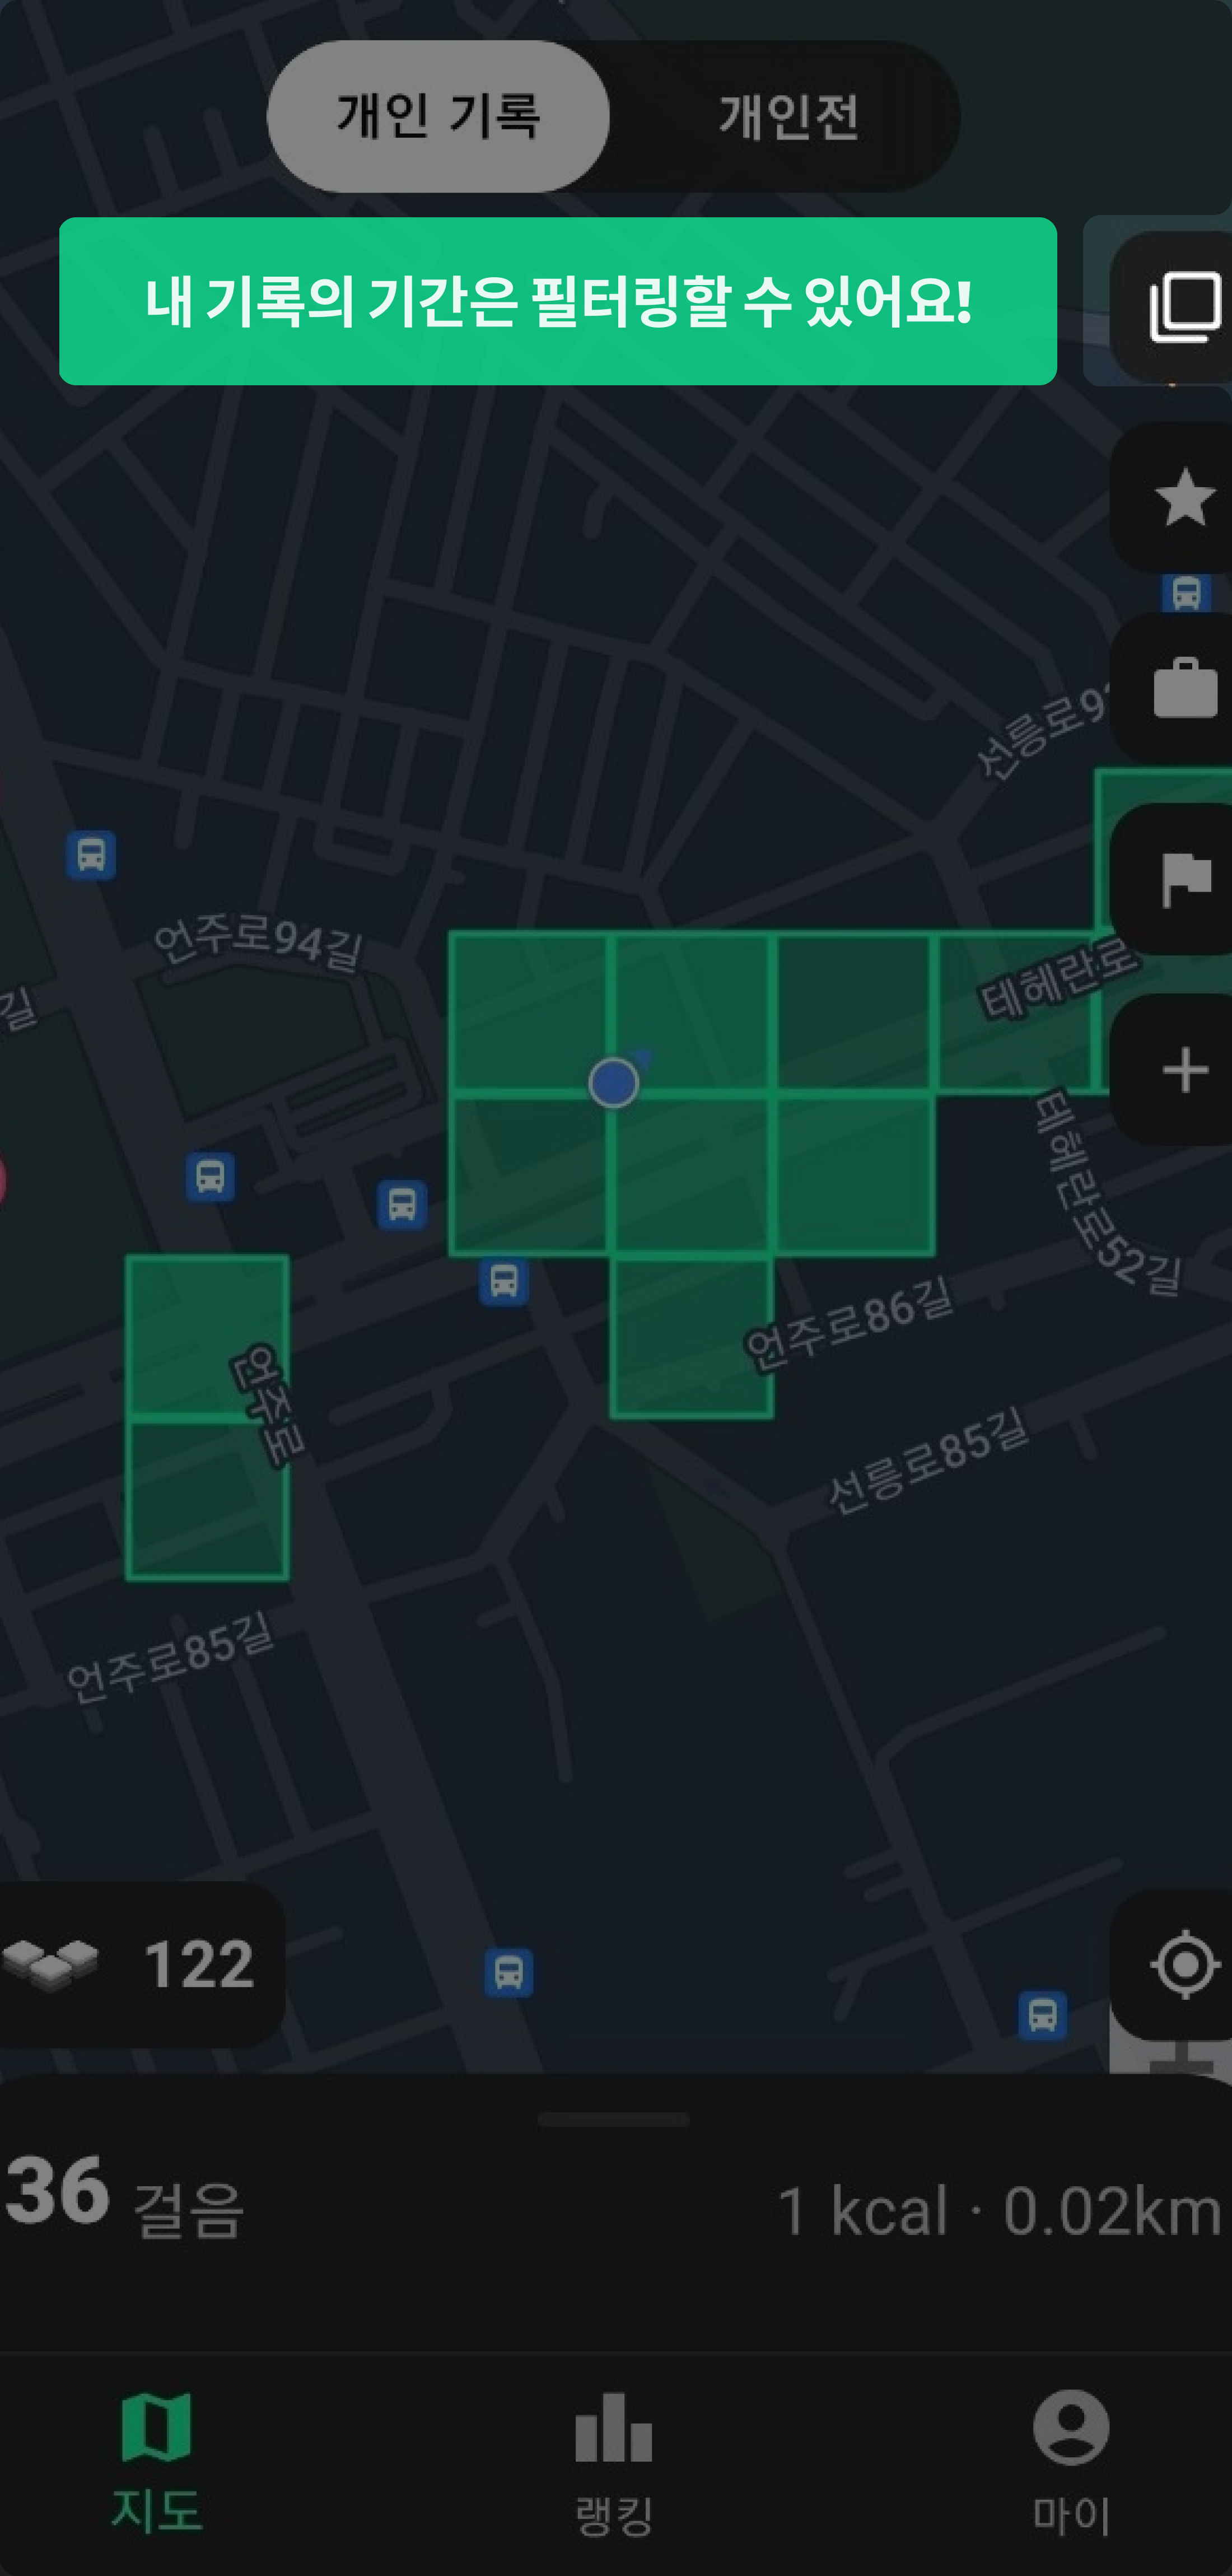 개인 기록
개인전
내 기록의 기간은 필터링할 수 있어요!
선릉로9
언주로94길
길
테헤란로
테헤란로52길
언주로
언주로86길
선릉로85길
언주로85길
122
36 걸음
1 kcal · 0.02km
지도
랭킹
마이